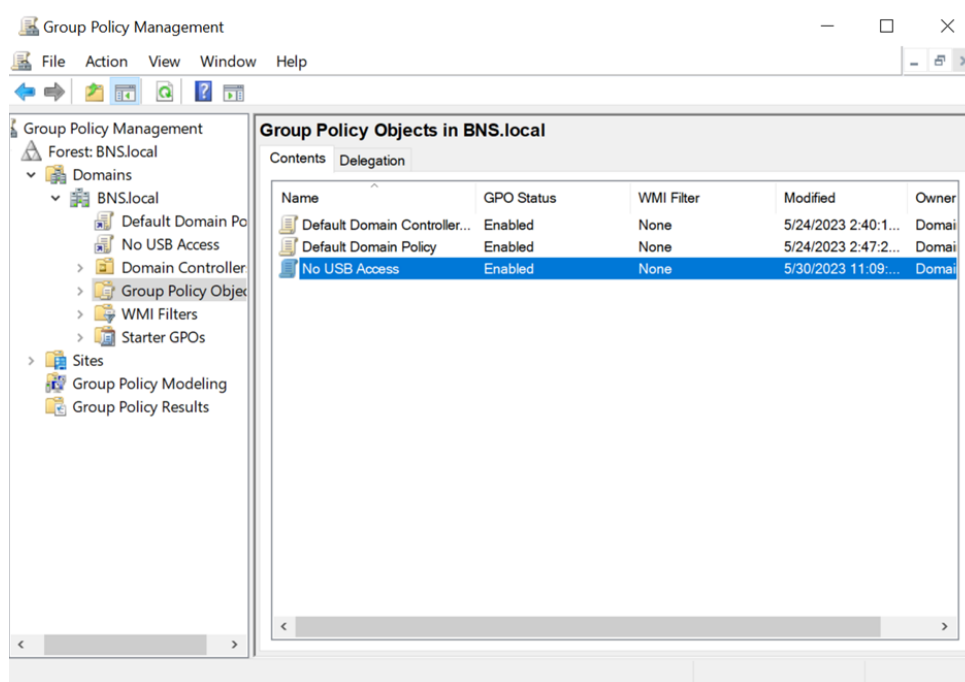 Group Policy Management
File Action View Window Help
Group Policy Management
Forest: BNS.local
Domains
BNS.local
Default Domain Po
No USB Access
Domain Controller
Group Policy Objec
WMI Filters
Starter GPOs
Sites
Group Policy Modeling
Group Policy Results
Group Policy Objects in BNS.local
Contents Delegation
Name GPO Status WMI Filter Modified Owner
Default Domain Controller... Enabled None 5/24/2023 2:40:1... Domai
Default Domain Policy Enabled None 5/24/2023 2:47:2... Domai
No USB Access Enabled None 5/30/2023 11:09:... Domai